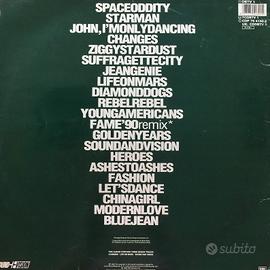 SPACEODDITY
STARMAN
JOHN,I'MONLYDANCING
CHANGES
ZIGGYSTARDUST
SUFFRAGETTECITY
JEANGENIE
LIFEONMARS
DIAMONDDOGS
REBELREBEL
YOUNGAMERICANS
FAME'90remix*
GOLDENYEARS
SOUNDANDVISION
HEROES
ASHESTOASHES
FASHION
LET'SDANCE
CHINAGIRL
MODERNLOVE
BLUEJEAN
subito